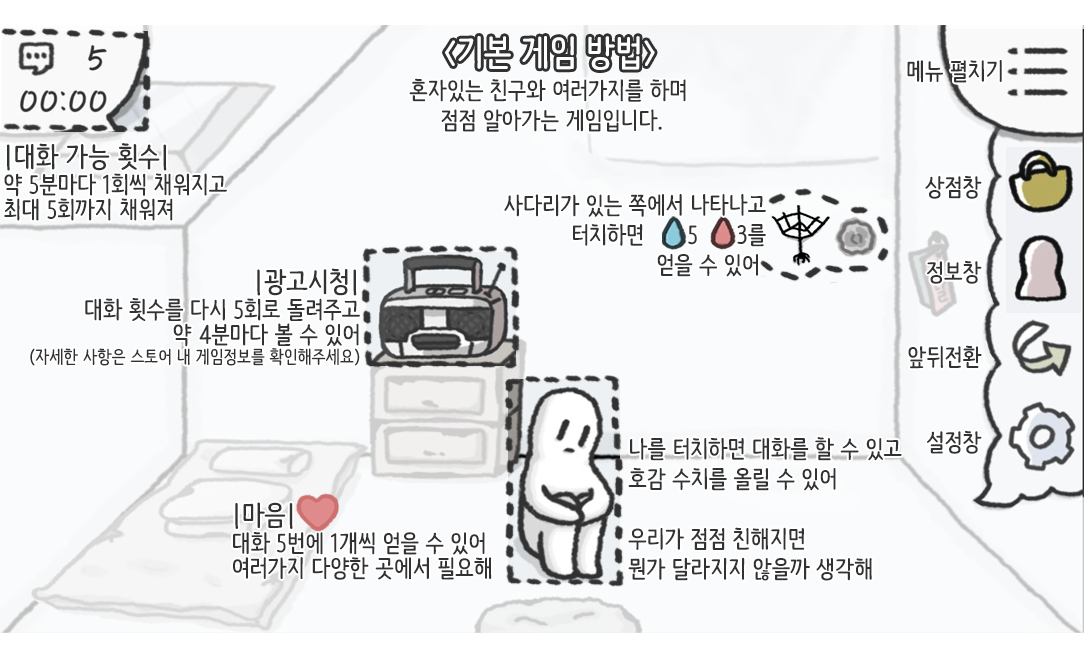 <기본 게임 방법>
혼자있는 친구와 여러가지를 하며
점점 알아가는 게임입니다.
5
00:00
|대화 가능 횟수|
약 5분마다 1회씩 채워지고
최대 5회까지 채워져
메뉴 펼치기
상점창
정보창
앞뒤전환
설정창
사다리가 있는 쪽에서 나타나고
터치하면 5 3를
얻을 수 있어
|광고시청|
대화 횟수를 다시 5회로 돌려주고
약 4분마다 볼 수 있어
(자세한 사항은 스토어 내 게임정보를 확인해주세요)
나를 터치하면 대화를 할 수 있고
호감 수치를 올릴 수 있어
우리가 점점 친해지면
뭔가 달라지지 않을까 생각해
|마음|
대화 5번에 1개씩 얻을 수 있어
여러가지 다양한 곳에서 필요해